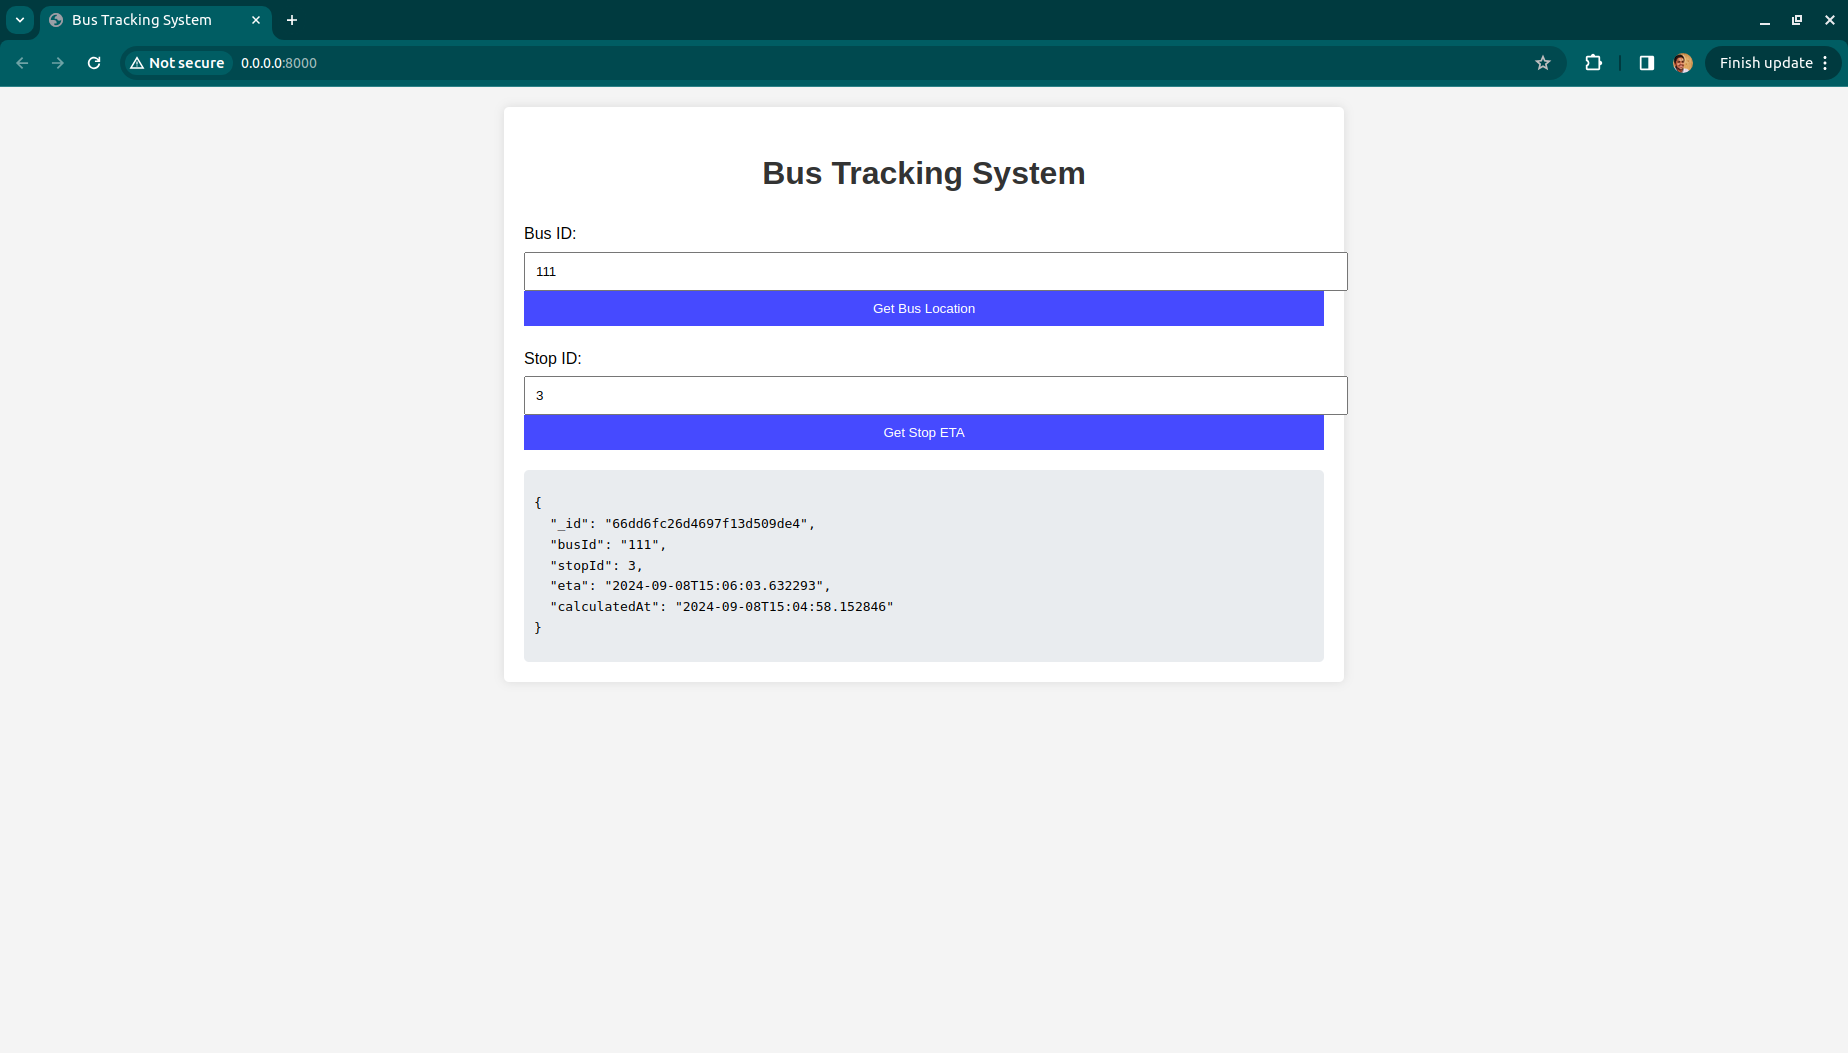 Bus Tracking System
Not secure
0.0.0.0:8000
Finish update
Bus Tracking System
Bus ID:
111
Get Bus Location
Stop ID:
3
Get Stop ETA
{
  "_id": "66dd6fc26d4697f13d509de4",
  "busId": "111",
  "stopId": 3,
  "eta": "2024-09-08T15:06:03.632293",
  "calculatedAt": "2024-09-08T15:04:58.152846"
}